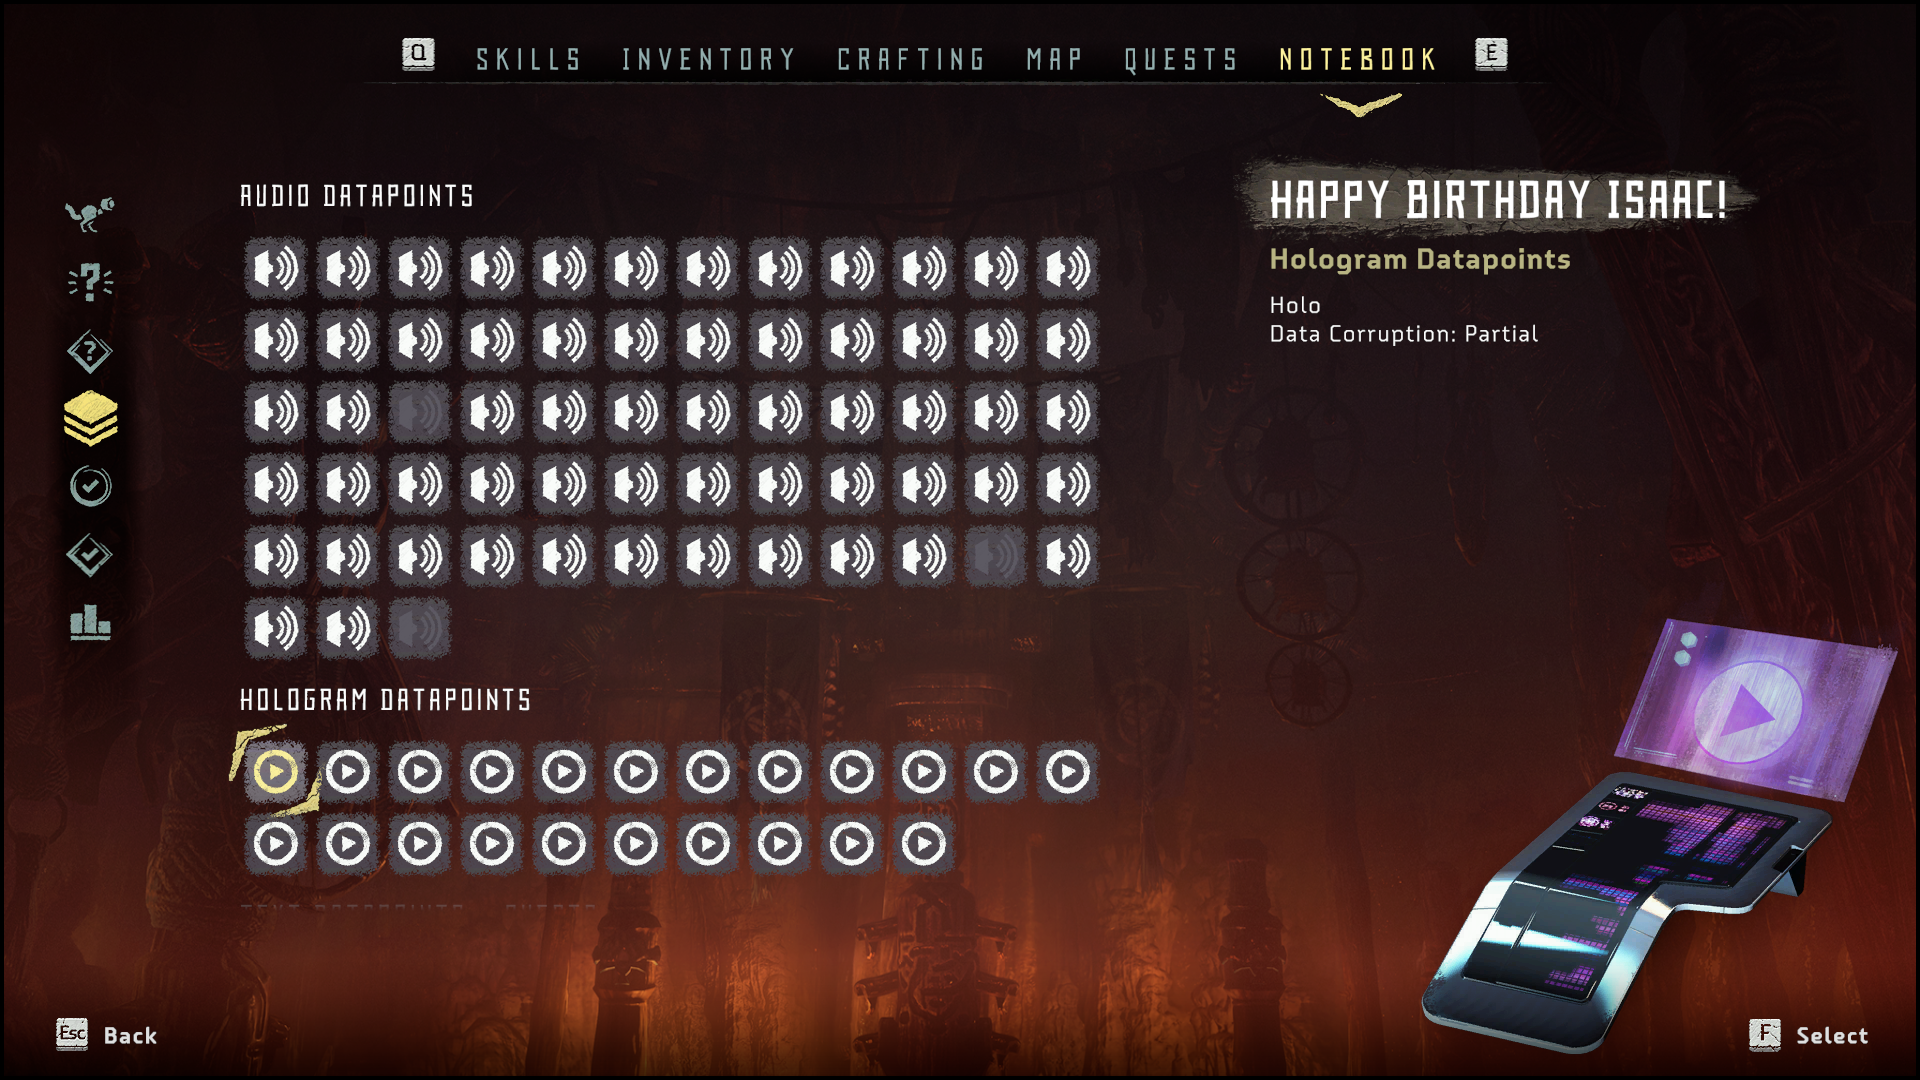 Q SKILLS INVENTORY CRAFTING MAP QUESTS NOTEBOOK E
AUDIO DATAPOINTS
HAPPY BIRTHDAY ISAAC!
Hologram Datapoints
Holo
Data Corruption: Partial
HOLOGRAM DATAPOINTS
Esc Back
F Select